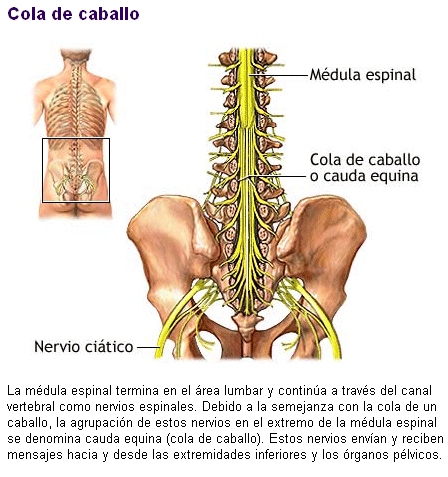 Cola de caballo
Médula espinal
Cola de caballo
o cauda equina
Nervio ciático
La médula espinal termina en el área lumbar y continúa a través del canal
vertebral como nervios espinales. Debido a la semejanza con la cola de un
caballo, la agrupación de estos nervios en el extremo de la médula espinal
se denomina cauda equina (cola de caballo). Estos nervios envían y reciben
mensajes hacia y desde las extremidades inferiores y los órganos pélvicos.